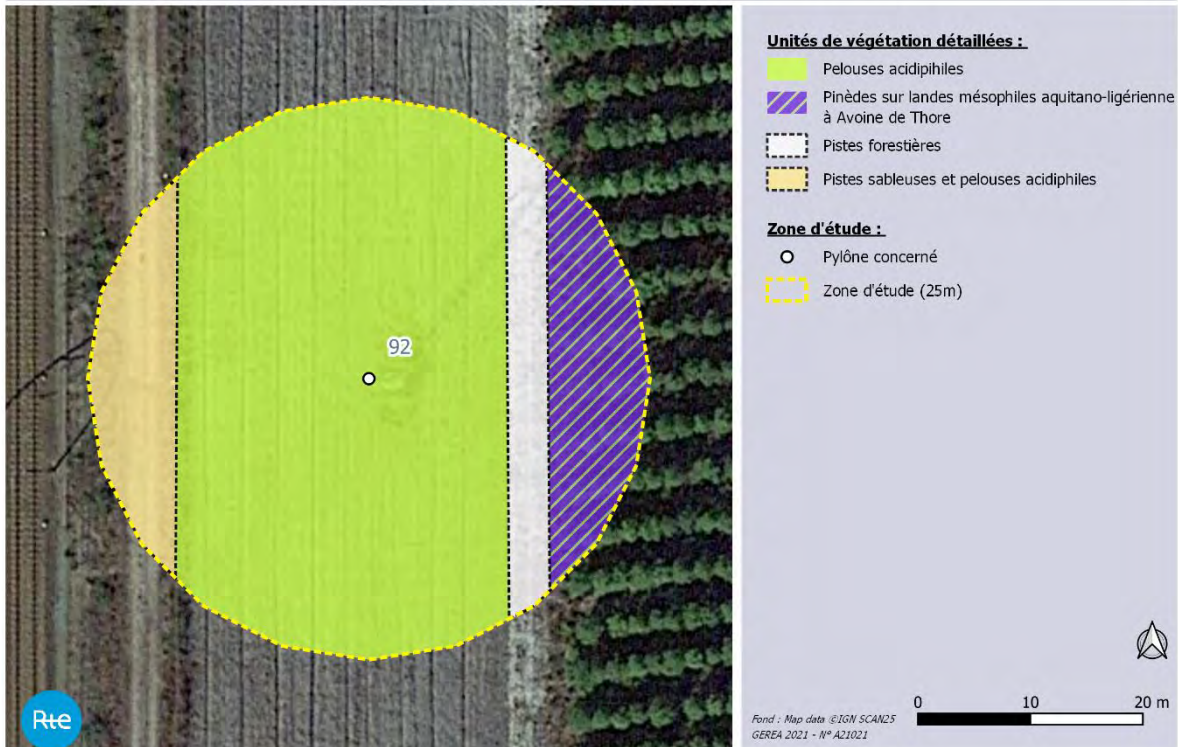 92
Rte
Unités de végétation détaillées :
Pelouses acidipihiles
Pinèdes sur landes mésophiles aquitano-ligérienne
à Avoine de Thore
Pistes forestières
Pistes sableuses et pelouses acidiphiles
Zone d'étude :
Pylône concerné
Zone d'étude (25m)
0 10 20 m
Fond : Map data ©IGN SCAN25
GEREA 2021 - N° A21021